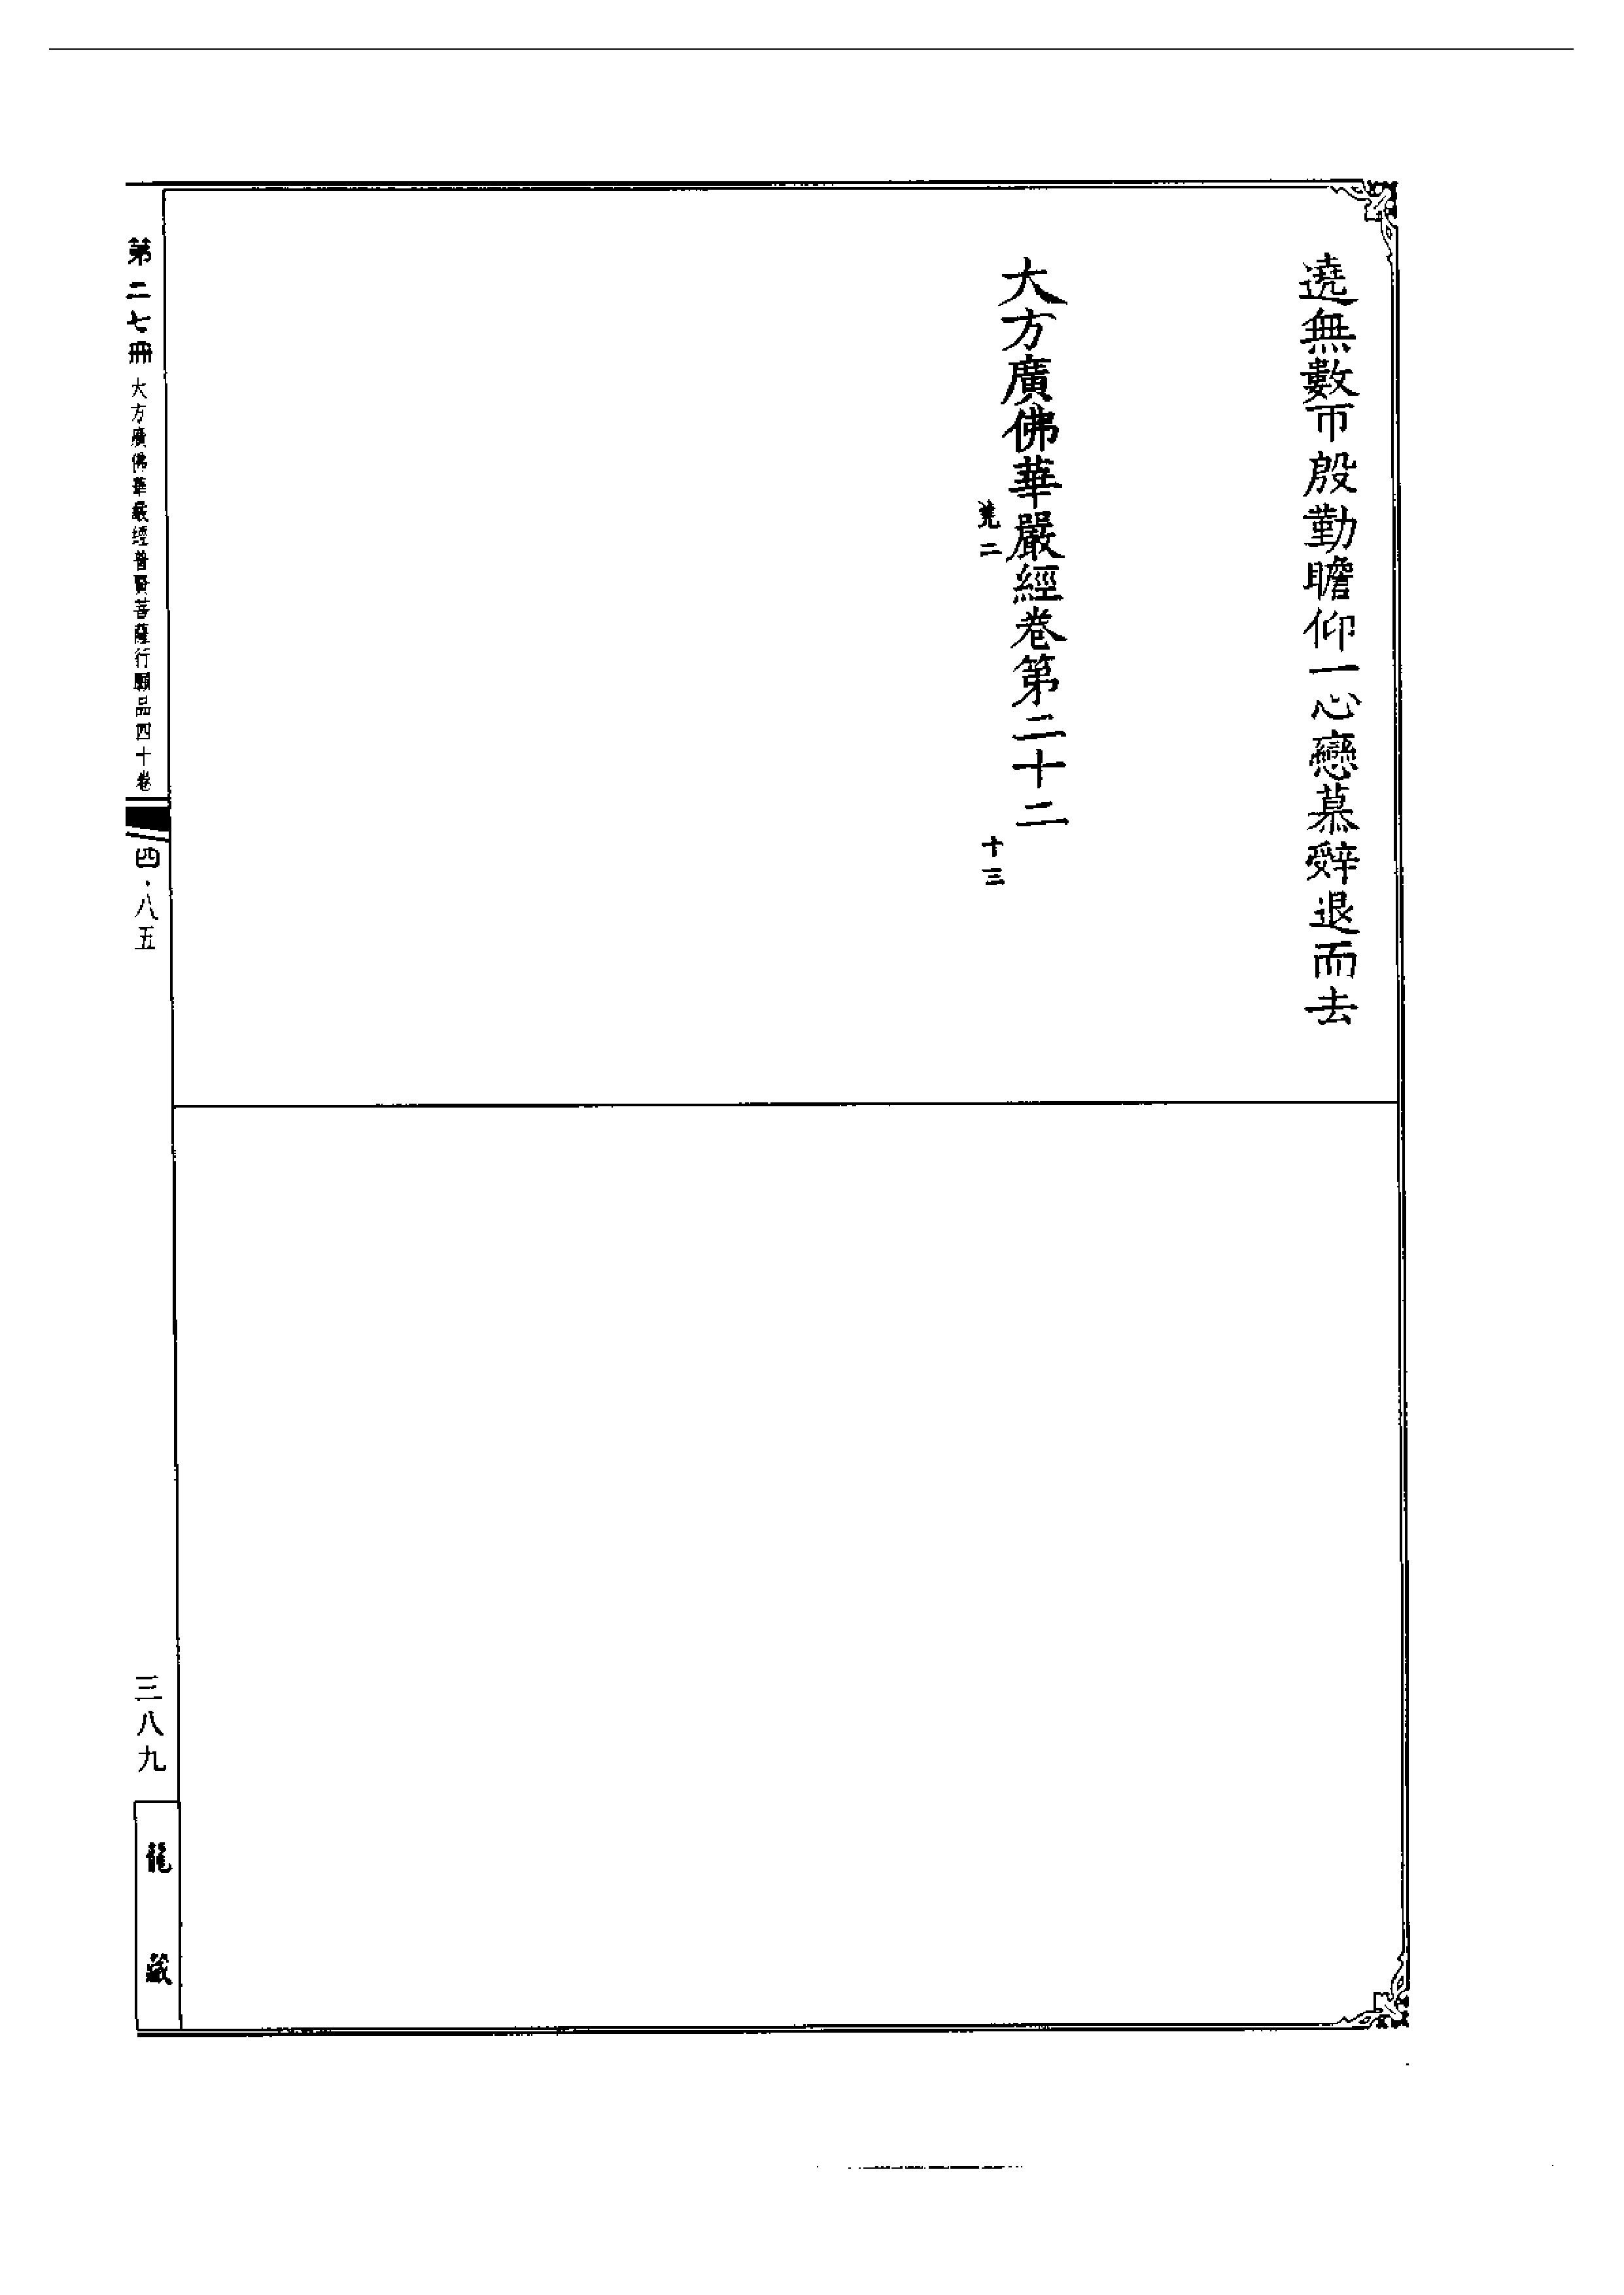 遶無數帀殷勤瞻仰一心戀慕辤退而去
大方廣佛華嚴經卷第二十二
二
十三
第二七冊 大方廣佛華嚴經普賢菩薩行願品四十卷
四·八五
三八九
龍藏